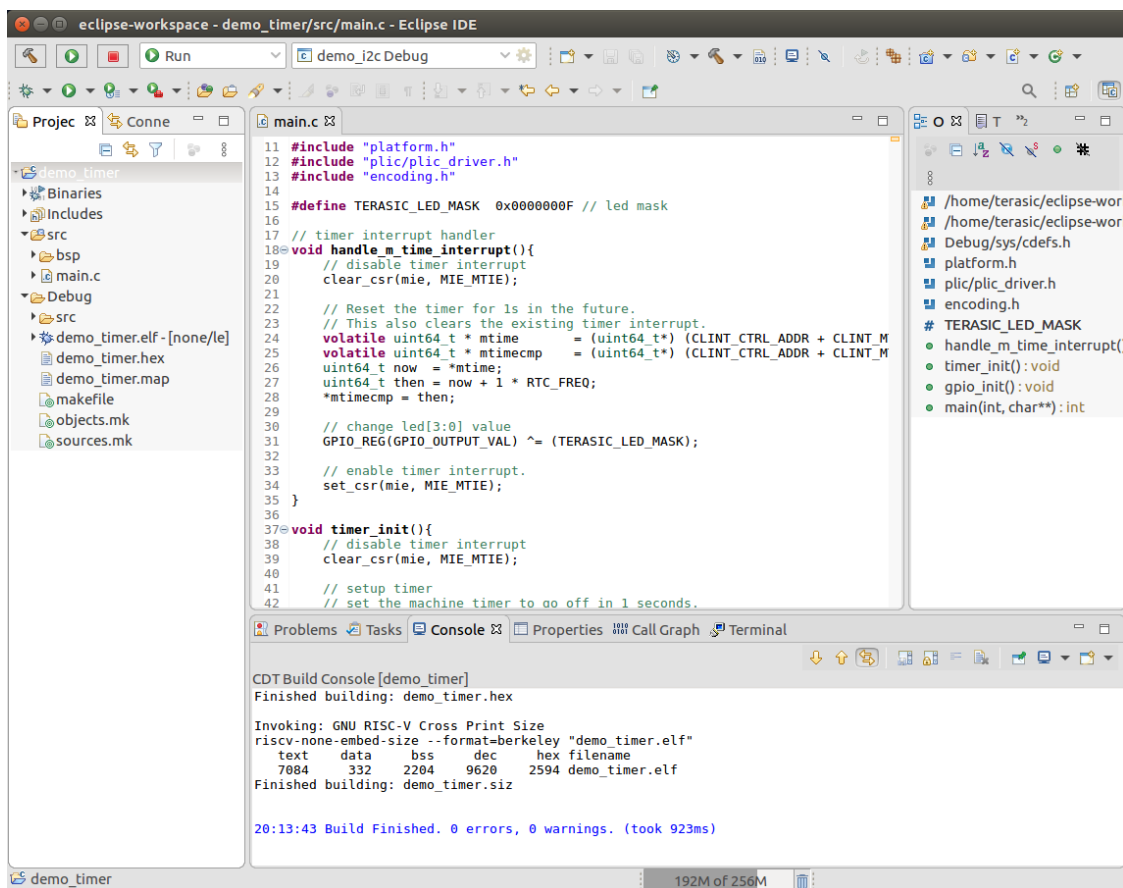 eclipse-workspace - demo_timer/src/main.c - Eclipse IDE
Run
demo_i2c Debug
Projec
Conne
demo_timer
Binaries
Includes
src
bsp
main.c
Debug
src
demo_timer.elf - [none/le]
demo_timer.hex
demo_timer.map
makefile
objects.mk
sources.mk
main.c
11 #include "platform.h"
12 #include "plic/plic_driver.h"
13 #include "encoding.h"
14
15 #define TERASIC_LED_MASK  0x0000000F // led mask
16
17 // timer interrupt handler
18 void handle_m_time_interrupt(){
19     // disable timer interrupt
20     clear_csr(mie, MIE_MTIE);
21
22     // Reset the timer for 1s in the future.
23     // This also clears the existing timer interrupt.
24     volatile uint64_t * mtime       = (uint64_t*) (CLINT_CTRL_ADDR + CLINT_M
25     volatile uint64_t * mtimecmp    = (uint64_t*) (CLINT_CTRL_ADDR + CLINT_M
26     uint64_t now  = *mtime;
27     uint64_t then = now + 1 * RTC_FREQ;
28     *mtimecmp = then;
29
30     // change led[3:0] value
31     GPIO_REG(GPIO_OUTPUT_VAL) ^= (TERASIC_LED_MASK);
32
33     // enable timer interrupt.
34     set_csr(mie, MIE_MTIE);
35 }
36
37 void timer_init(){
38     // disable timer interrupt
39     clear_csr(mie, MIE_MTIE);
40
41     // setup timer
42     // set the machine timer to go off in 1 seconds.
O
T
"2
/home/terasic/eclipse-wor
/home/terasic/eclipse-wor
Debug/sys/cdefs.h
platform.h
plic/plic_driver.h
encoding.h
# TERASIC_LED_MASK
handle_m_time_interrupt(
timer_init() : void
gpio_init() : void
main(int, char**) : int
Problems
Tasks
Console
Properties
Call Graph
Terminal
CDT Build Console [demo_timer]
Finished building: demo_timer.hex
Invoking: GNU RISC-V Cross Print Size
riscv-none-embed-size --format=berkeley "demo_timer.elf"
text    data     bss     dec     hex filename
7084     332    2204    9620    2594 demo_timer.elf
Finished building: demo_timer.siz
20:13:43 Build Finished. 0 errors, 0 warnings. (took 923ms)
demo_timer
192M of 256M